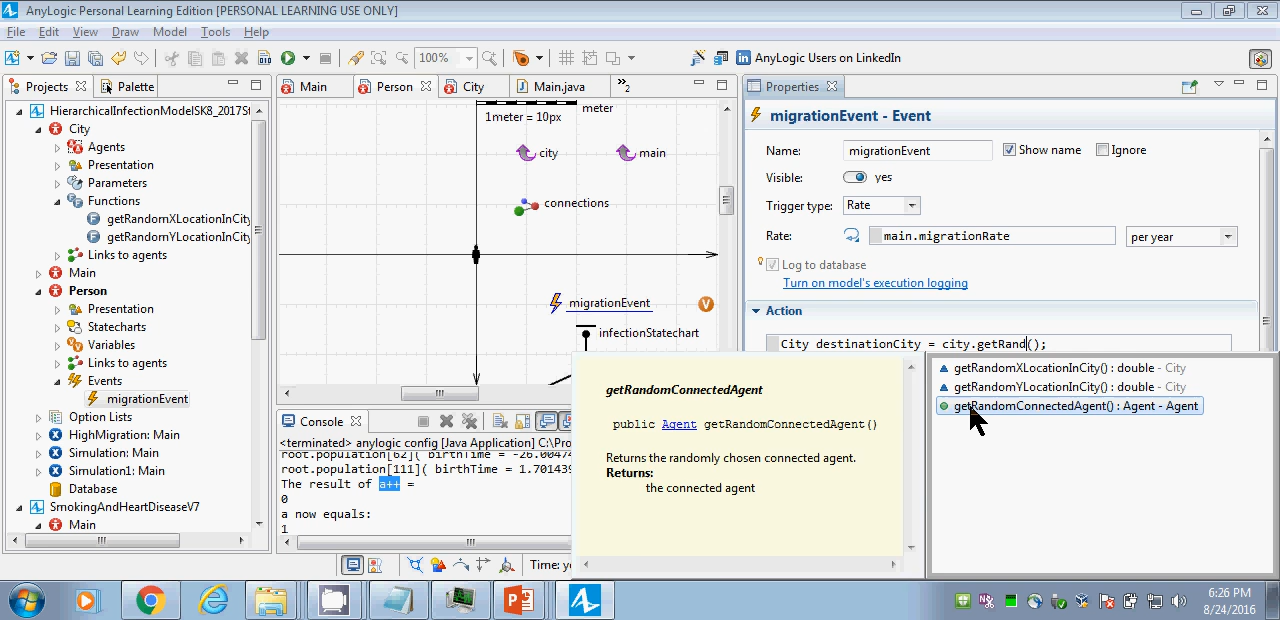 AnyLogic Personal Learning Edition [PERSONAL LEARNING USE ONLY]
File Edit View Draw Model Tools Help
100%
AnyLogic Users on LinkedIn
Projects
Palette
HierarchicalInfectionModelSK8_2017St
City
Agents
Presentation
Parameters
Functions
getRandomXLocationInCity
getRandomYLocationInCity
Links to agents
Main
Person
Presentation
Statecharts
Variables
Links to agents
Events
migrationEvent
Option Lists
HighMigration: Main
Simulation: Main
Simulation1: Main
Database
SmokingAndHeartDiseaseV7
Main
Main
Person
City
Main.java
»2
meter
1meter = 10px
city
main
connections
migrationEvent
V
infectionStatechart
Console
<terminated> anylogic config [Java Application] C:\Pro
root.population[62]( birthTime = -26.0047
root.population[111]( birthTime = 1.701439
The result of a++ =
0
a now equals:
1
Time: y
Properties
migrationEvent - Event
Name: migrationEvent Show name Ignore
Visible: yes
Trigger type: Rate
Rate: main.migrationRate per year
Log to database
Turn on model's execution logging
Action
City destinationCity = city.getRand();
getRandomConnectedAgent
public Agent getRandomConnectedAgent()
Returns the randomly chosen connected agent.
Returns:
the connected agent
getRandomXLocationInCity() : double - City
getRandomYLocationInCity() : double - City
getRandomConnectedAgent() : Agent - Agent
6:26 PM
8/24/2016